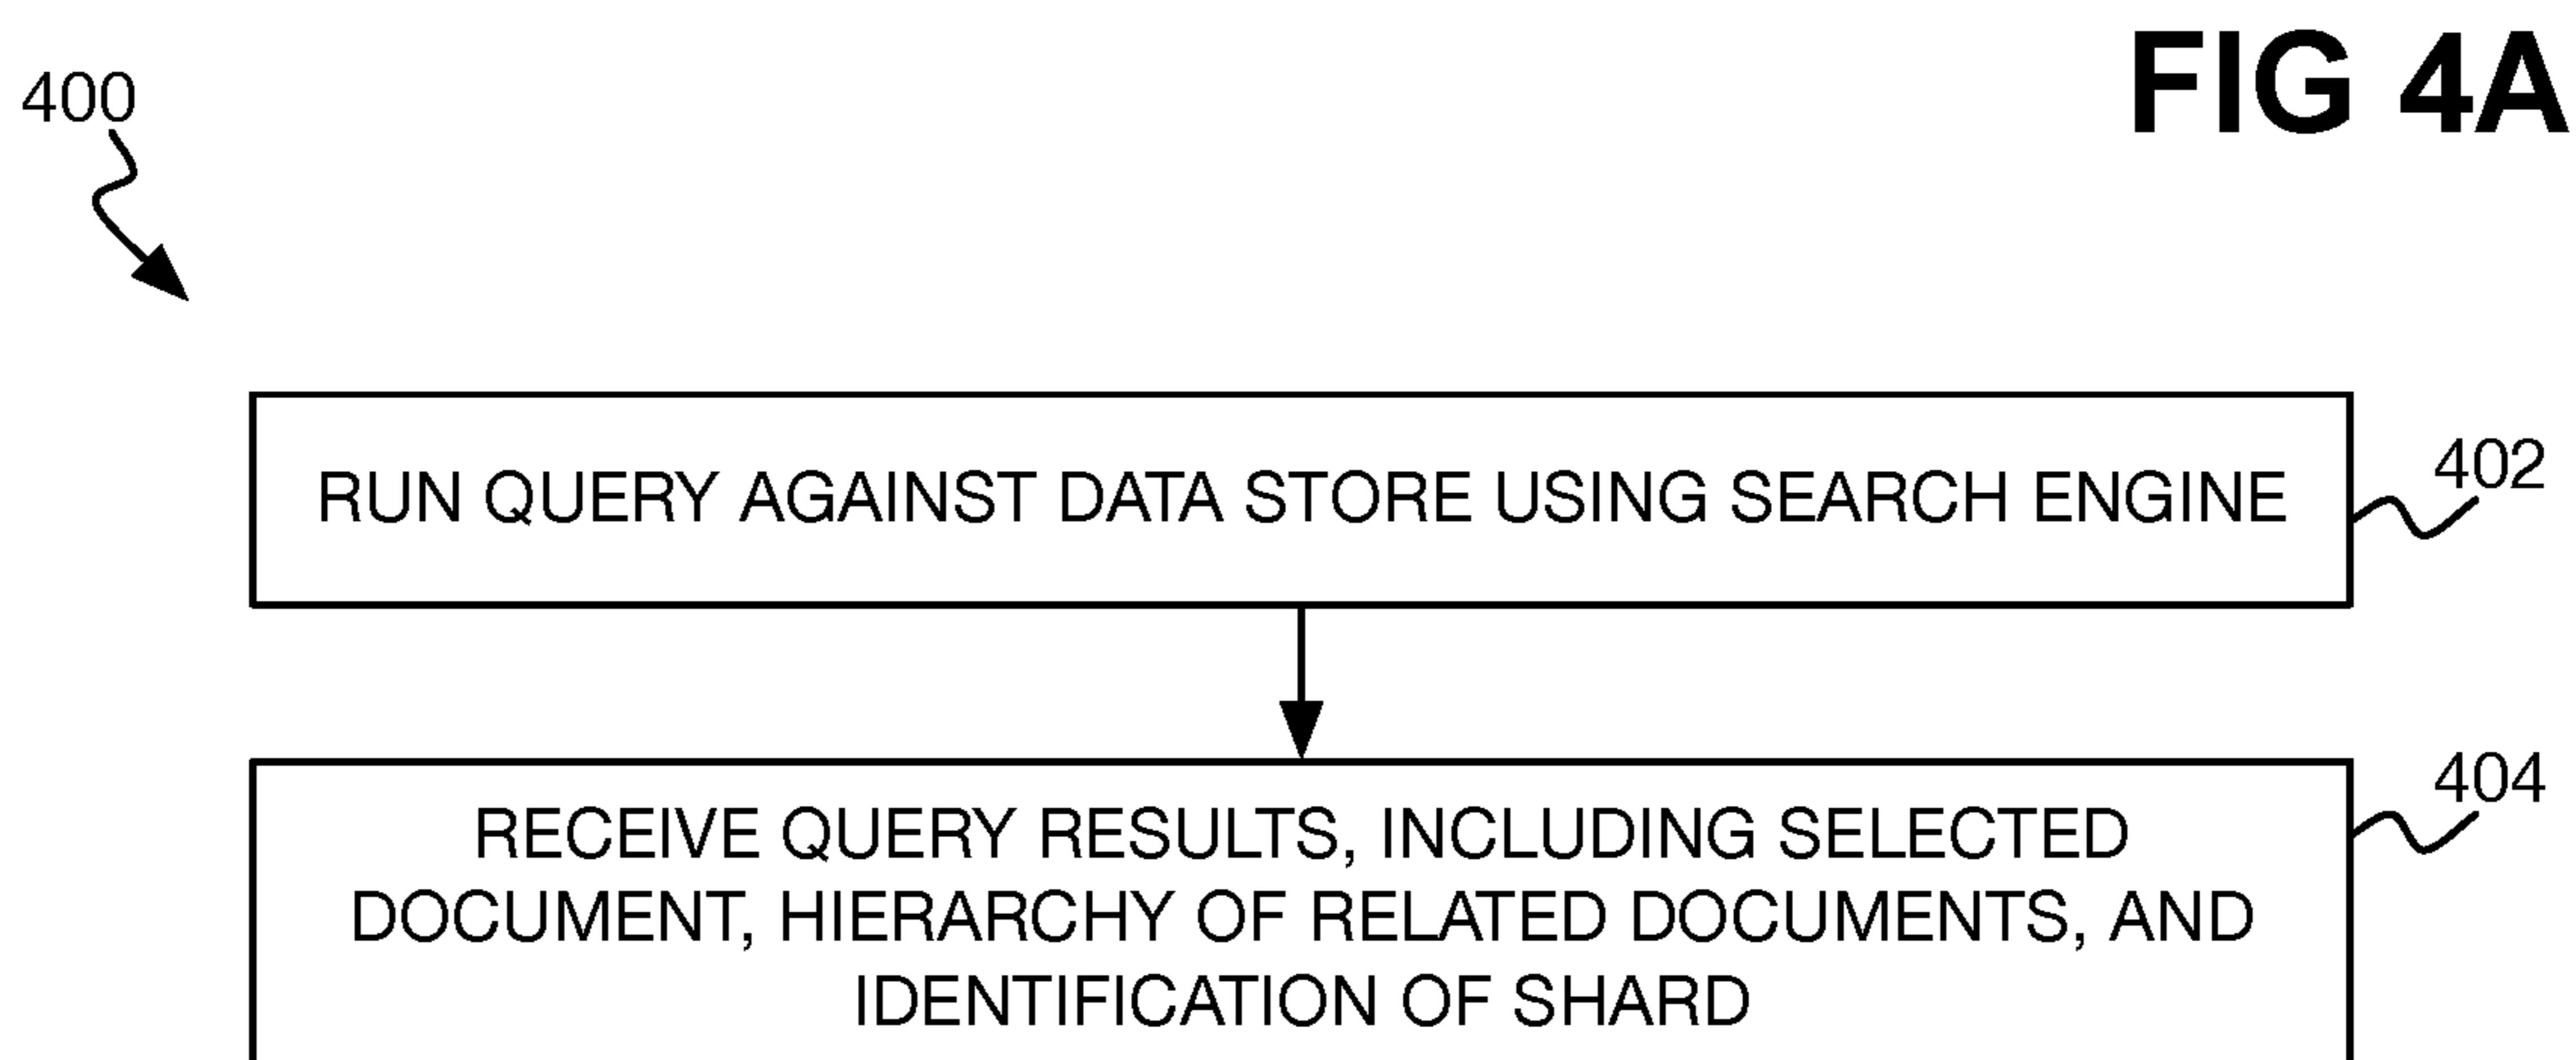 FIG 4A
400
RUN QUERY AGAINST DATA STORE USING SEARCH ENGINE
402
RECEIVE QUERY RESULTS, INCLUDING SELECTED
DOCUMENT, HIERARCHY OF RELATED DOCUMENTS, AND
IDENTIFICATION OF SHARD
404